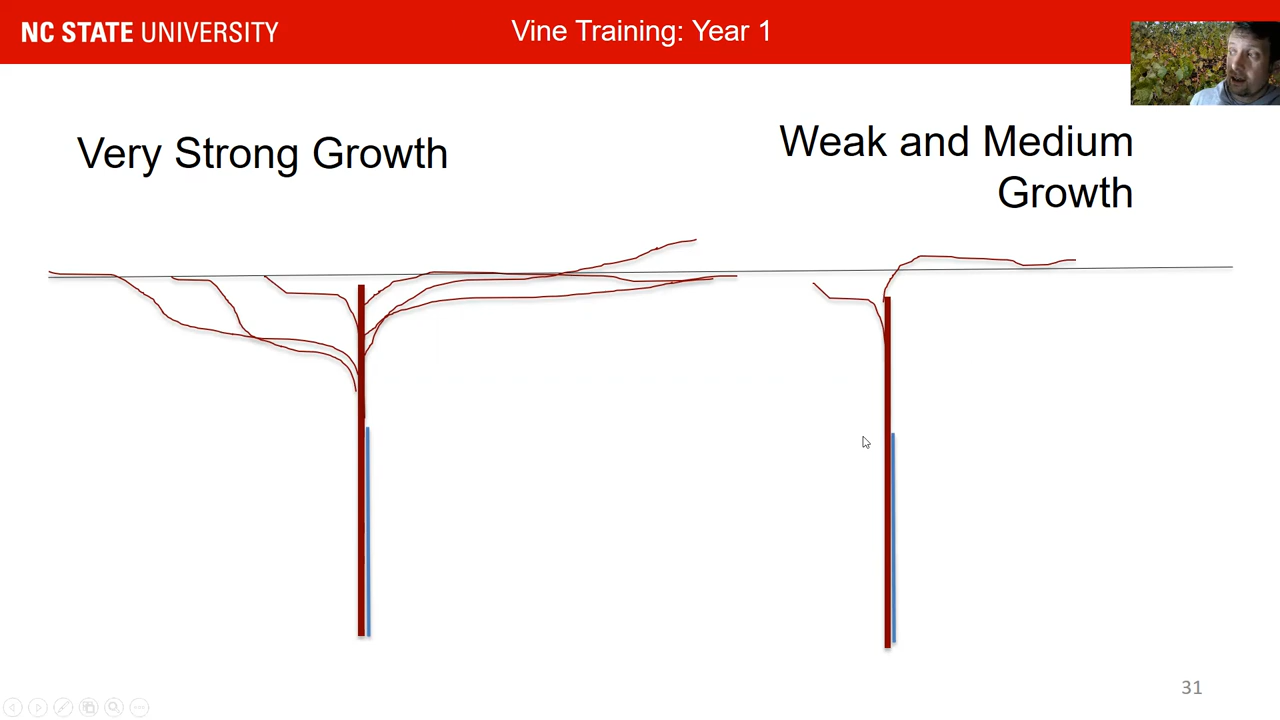 NC STATE UNIVERSITY
Vine Training: Year 1
Very Strong Growth
Weak and Medium
Growth
31